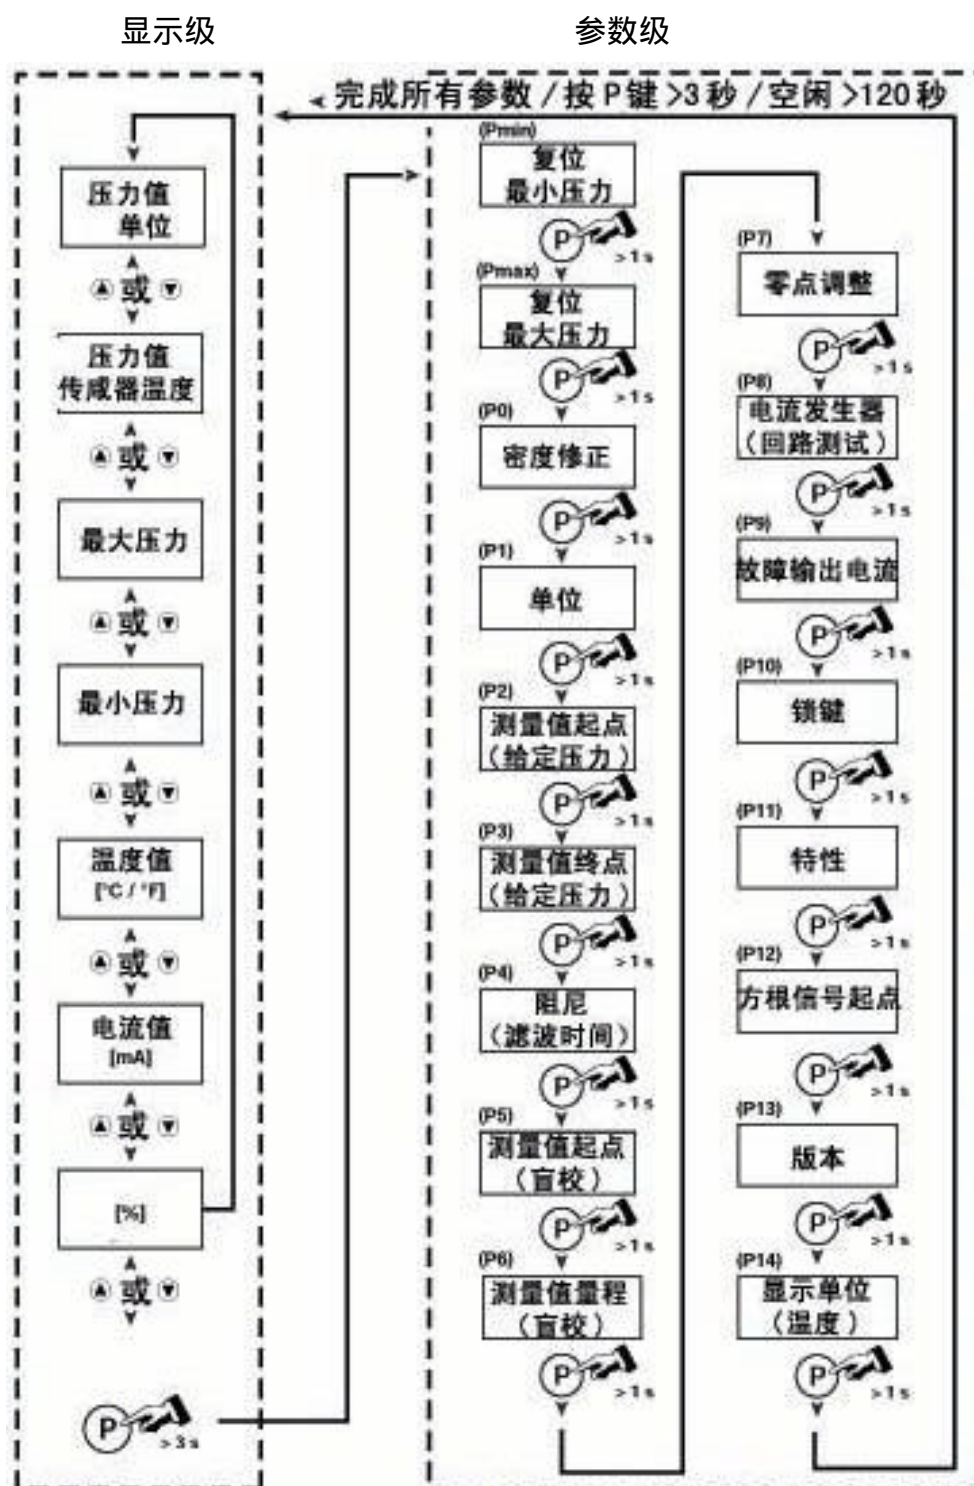 显示级
参数级
完成所有参数 / 按 P 键 >3 秒 / 空闲 >120 秒
压力值
单位
或
压力值
传感器温度
或
最大压力
或
最小压力
或
温度值
[°C / °F]
或
电流值
[mA]
或
[%]
或
P
>3s
(Pmin)
复位
最小压力
P
>1s
(Pmax)
复位
最大压力
P
>1s
(P0)
密度修正
P
>1s
(P1)
单位
P
>1s
(P2)
测量值起点
(给定压力)
P
>1s
(P3)
测量值终点
(给定压力)
P
>1s
(P4)
阻尼
(滤波时间)
P
>1s
(P5)
测量值起点
(盲校)
P
>1s
(P6)
测量值量程
(盲校)
P
>1s
(P7)
零点调整
P
>1s
(P8)
电流发生器
(回路测试)
P
>1s
(P9)
故障输出电流
P
>1s
(P10)
锁键
P
>1s
(P11)
特性
P
>1s
(P12)
方根信号起点
P
>1s
(P13)
版本
P
>1s
(P14)
显示单位
(温度)
P
>1s